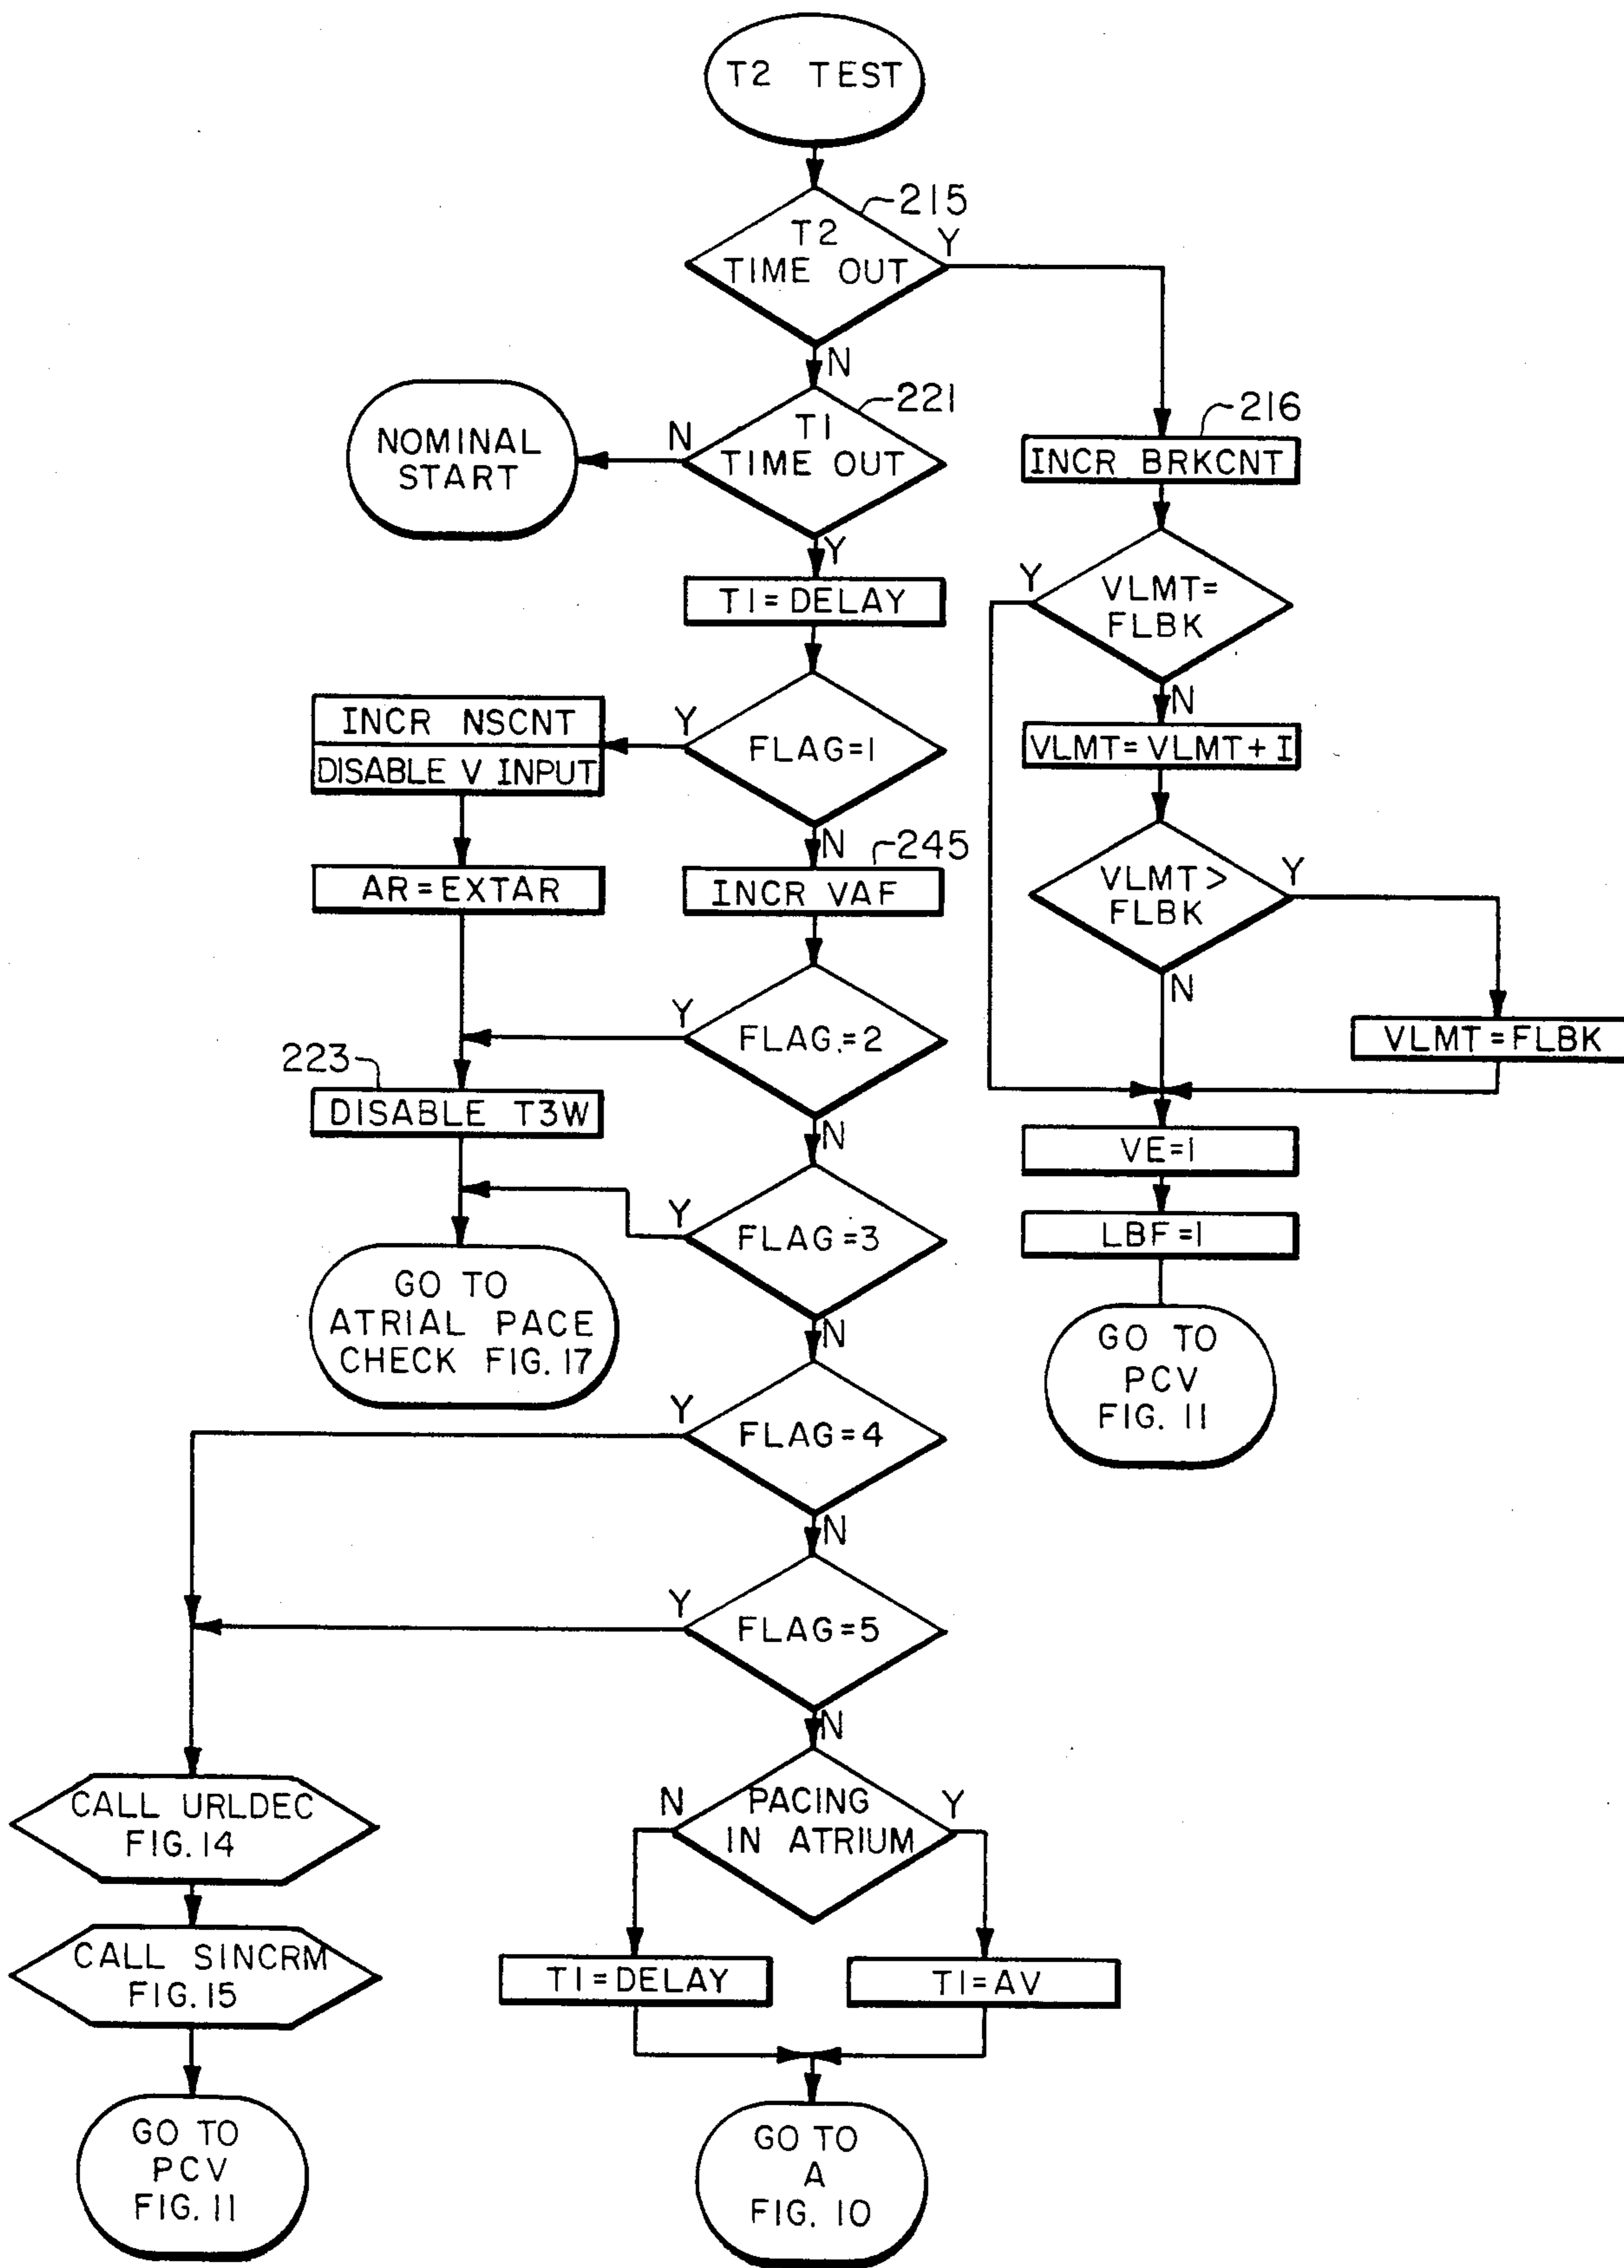 T2 TEST
215
T2
TIME OUT
Y
N
221
T1
TIME OUT
N
NOMINAL
START
Y
216
INCR BRKCNT
T1=DELAY
Y
VLMT=
FLBK
N
INCR NSCNT
DISABLE V INPUT
Y
FLAG=1
VLMT=VLMT+1
N
245
AR=EXTAR
INCR VAF
VLMT>
FLBK
Y
N
Y
FLAG=2
VLMT=FLBK
223
DISABLE T3W
N
VE=1
Y
FLAG=3
LBF=1
GO TO
ATRIAL PACE
CHECK FIG. 17
N
GO TO
PCV
FIG. 11
Y
FLAG=4
N
Y
FLAG=5
N
CALL URLDEC
FIG. 14
N
PACING
IN ATRIUM
Y
CALL SINCRM
FIG. 15
T1=DELAY
T1=AV
GO TO
PCV
FIG. 11
GO TO
A
FIG. 10